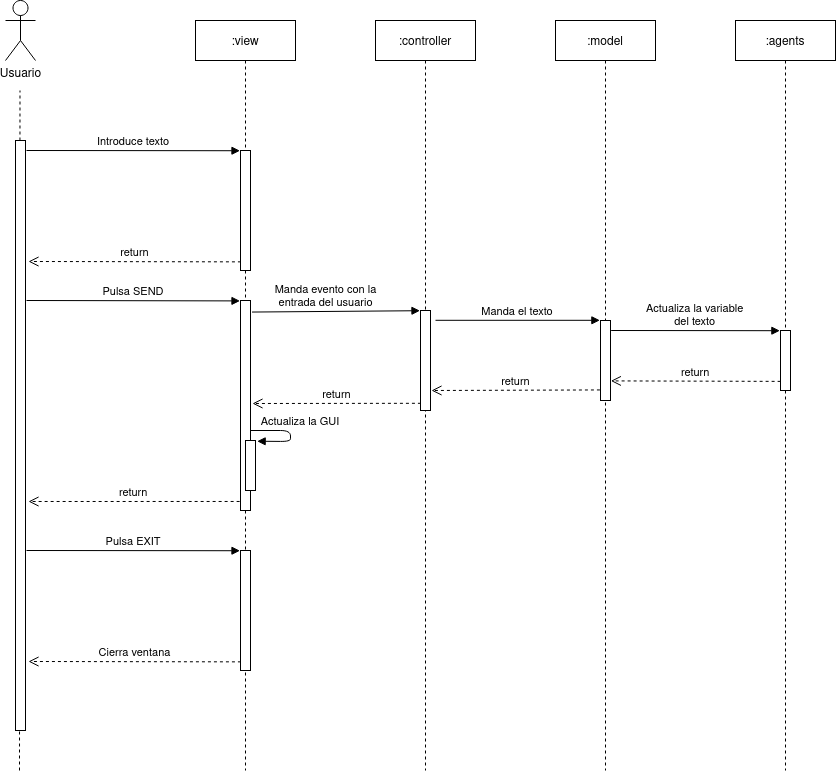 Usuario
:view
:controller
:model
:agents
Introduce texto
return
Pulsa SEND
Manda evento con la
entrada del usuario
Manda el texto
Actualiza la variable
del texto
return
return
return
Actualiza la GUI
return
Pulsa EXIT
Cierra ventana